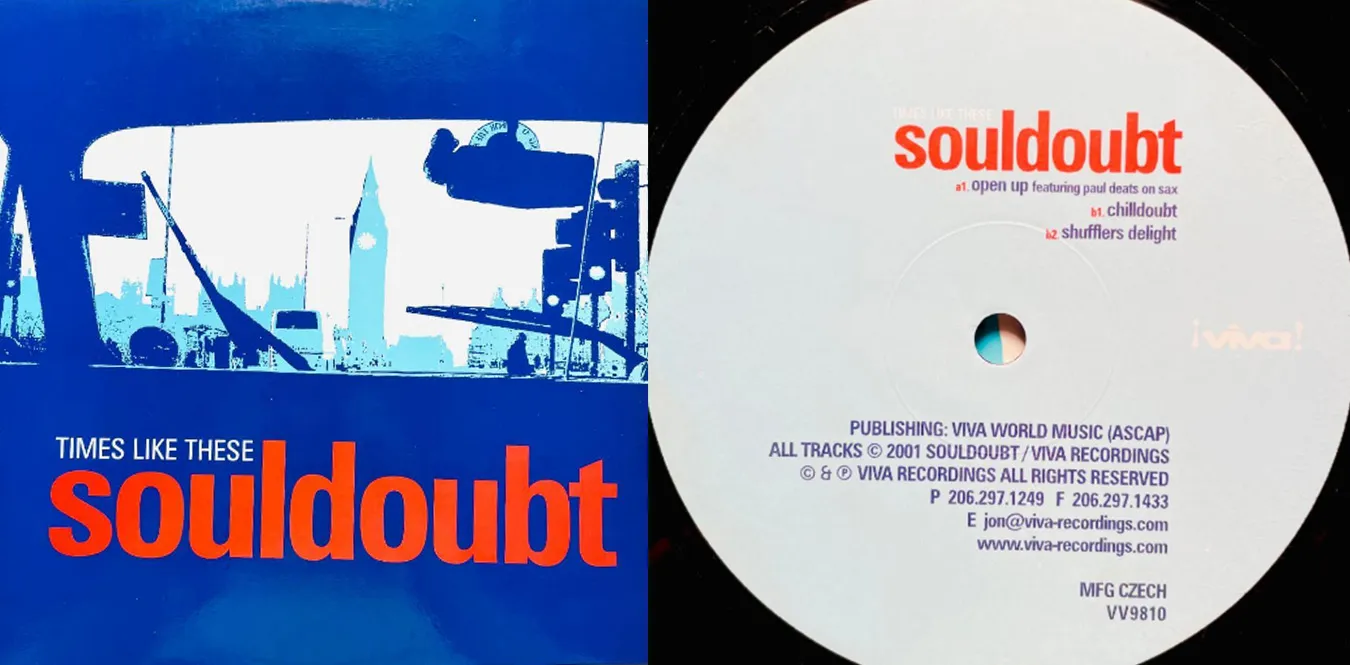 TIMES LIKE THESE
souldoubt
TIMES LIKE THESE
souldoubt
a1. open up featuring paul deats on sax
b1. chilldoubt
b2. shufflers delight
¡viva!
PUBLISHING: VIVA WORLD MUSIC (ASCAP)
ALL TRACKS © 2001 SOULDOUBT / VIVA RECORDINGS
© & ℗ VIVA RECORDINGS ALL RIGHTS RESERVED
P 206.297.1249 F 206.297.1433
E jon@viva-recordings.com
www.viva-recordings.com
MFG CZECH
VV9810